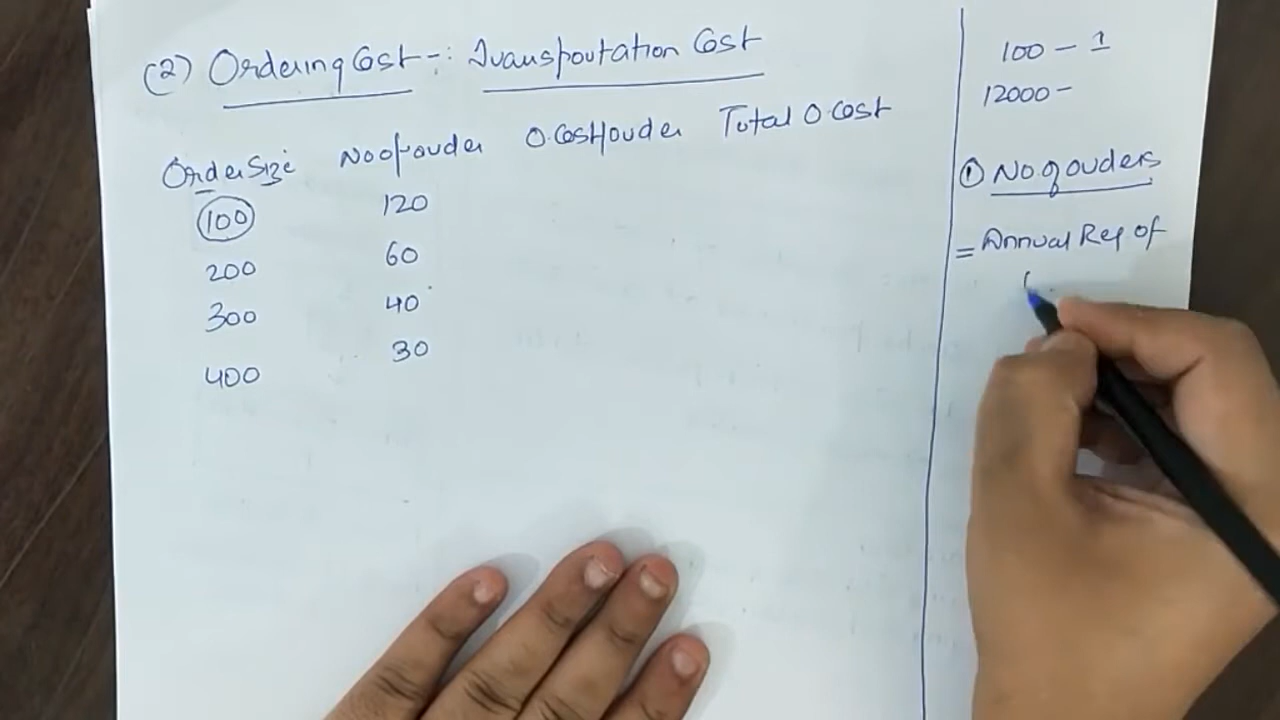 (2) Ordering Cost -: Transportation Cost
Order Size No of order O.Cost/order Total O.Cost
100 120
200 60
300 40
400 30
100 - 1
12000 -
① No of orders
= Annual Req of